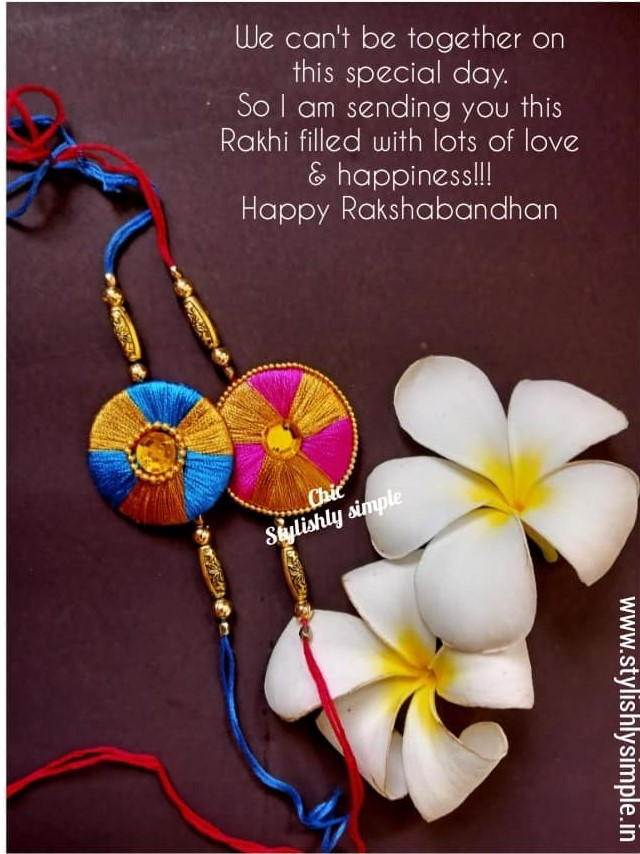 We can't be together on
this special day.
So I am sending you this
Rakhi filled with lots of love
& happiness!!!
Happy Rakshabandhan
Chic
Stylishly simple
www.stylishlysimple.in